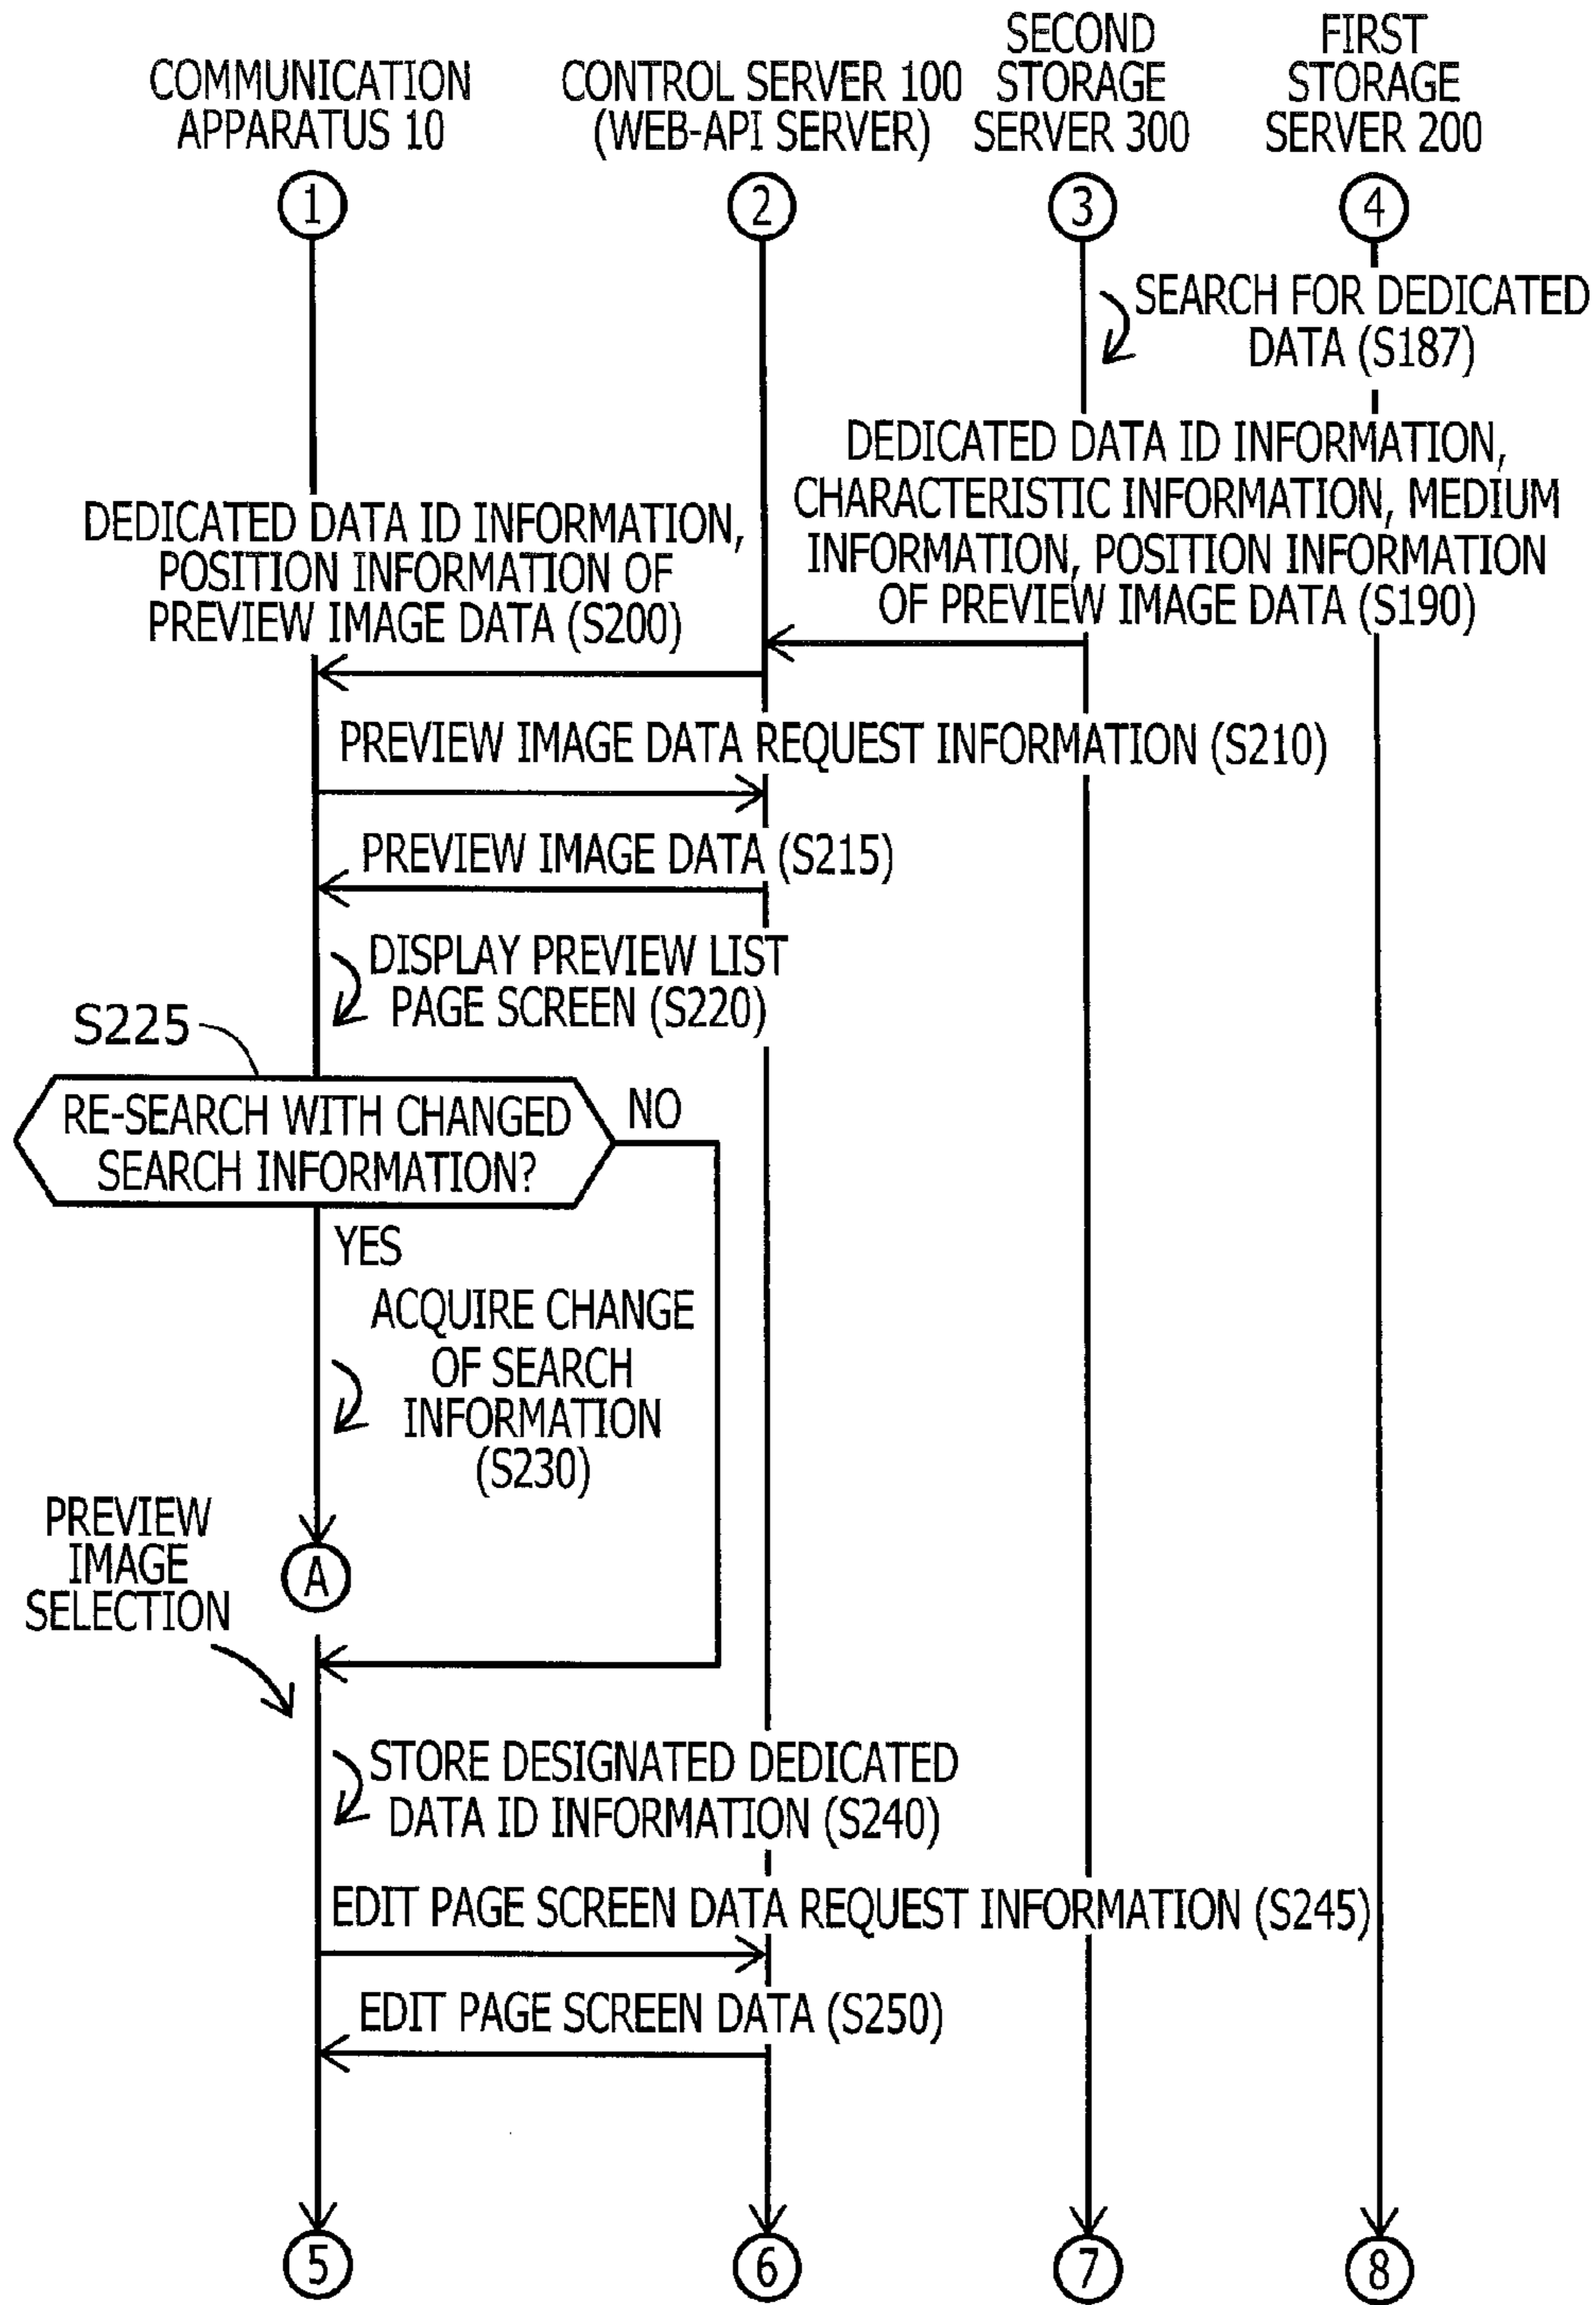 COMMUNICATION
APPARATUS 10
CONTROL SERVER 100
(WEB-API SERVER)
SECOND
STORAGE
SERVER 300
FIRST
STORAGE
SERVER 200
1
2
3
4
SEARCH FOR DEDICATED
DATA (S187)
DEDICATED DATA ID INFORMATION,
CHARACTERISTIC INFORMATION, MEDIUM
INFORMATION, POSITION INFORMATION
OF PREVIEW IMAGE DATA (S190)
DEDICATED DATA ID INFORMATION,
POSITION INFORMATION OF
PREVIEW IMAGE DATA (S200)
PREVIEW IMAGE DATA REQUEST INFORMATION (S210)
PREVIEW IMAGE DATA (S215)
DISPLAY PREVIEW LIST
PAGE SCREEN (S220)
S225
RE-SEARCH WITH CHANGED
SEARCH INFORMATION?
NO
YES
ACQUIRE CHANGE
OF SEARCH
INFORMATION
(S230)
PREVIEW
IMAGE
SELECTION
A
STORE DESIGNATED DEDICATED
DATA ID INFORMATION (S240)
EDIT PAGE SCREEN DATA REQUEST INFORMATION (S245)
EDIT PAGE SCREEN DATA (S250)
5
6
7
8